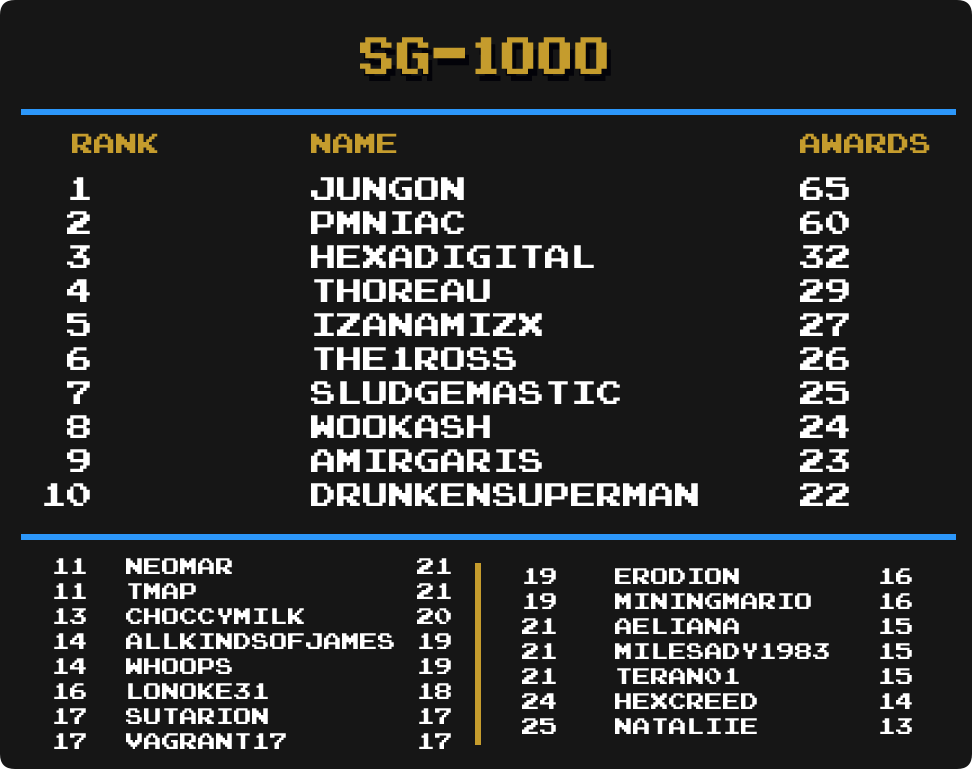 SG-1000
RANK NAME AWARDS
1 JUNGON 65
2 PMNIAC 60
3 HEXADIGITAL 32
4 THOREAU 29
5 IZANAMIZX 27
6 THE1ROSS 26
7 SLUDGEMASTIC 25
8 WOOKASH 24
9 AMIRGARIS 23
10 DRUNKENSUPERMAN 22
11 NEOMAR 21
11 TMAP 21
13 CHOCCYMILK 20
14 ALLKINDSOFJAMES 19
14 WHOOPS 19
16 LONOKE31 18
17 SUTARION 17
17 VAGRANT17 17
19 ERODION 16
19 MININGMARIO 16
21 AELIANA 15
21 MILESADY1983 15
21 TERAN01 15
24 HEXCREED 14
25 NATALIIE 13